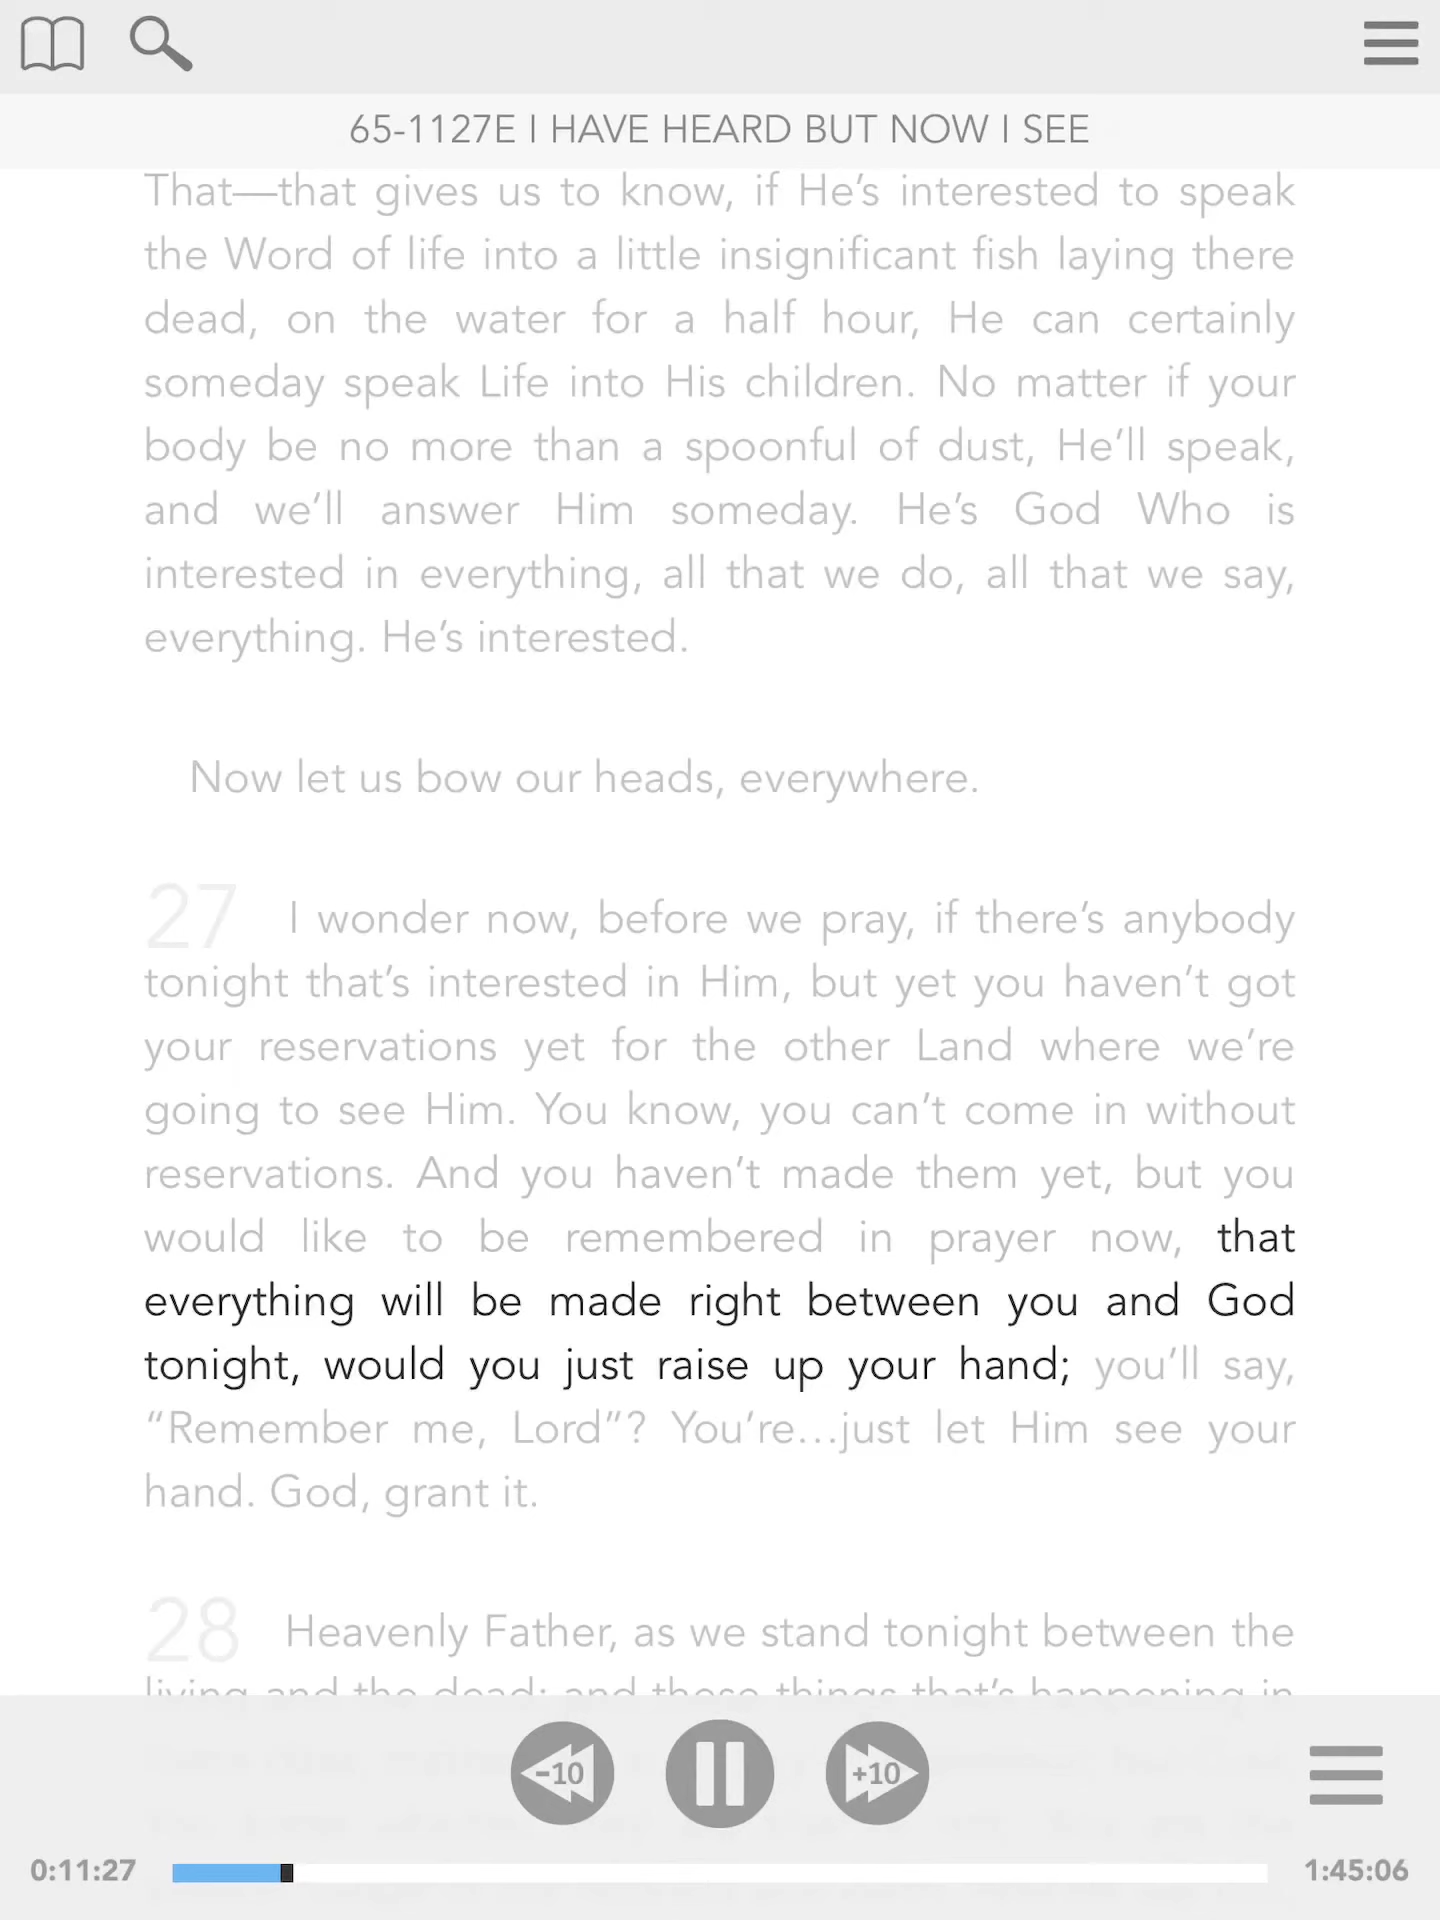 65-1127E I HAVE HEARD BUT NOW I SEE
That—that gives us to know, if He’s interested to speak
the Word of life into a little insignificant fish laying there
dead, on the water for a half hour, He can certainly
someday speak Life into His children. No matter if your
body be no more than a spoonful of dust, He’ll speak,
and we’ll answer Him someday. He’s God Who is
interested in everything, all that we do, all that we say,
everything. He’s interested.
Now let us bow our heads, everywhere.
27 I wonder now, before we pray, if there’s anybody
tonight that’s interested in Him, but yet you haven’t got
your reservations yet for the other Land where we’re
going to see Him. You know, you can’t come in without
reservations. And you haven’t made them yet, but you
would like to be remembered in prayer now, that
everything will be made right between you and God
tonight, would you just raise up your hand; you’ll say,
“Remember me, Lord”? You’re…just let Him see your
hand. God, grant it.
28 Heavenly Father, as we stand tonight between the
living and the dead; and these things that’s happening in
-10 +10
0:11:27 1:45:06